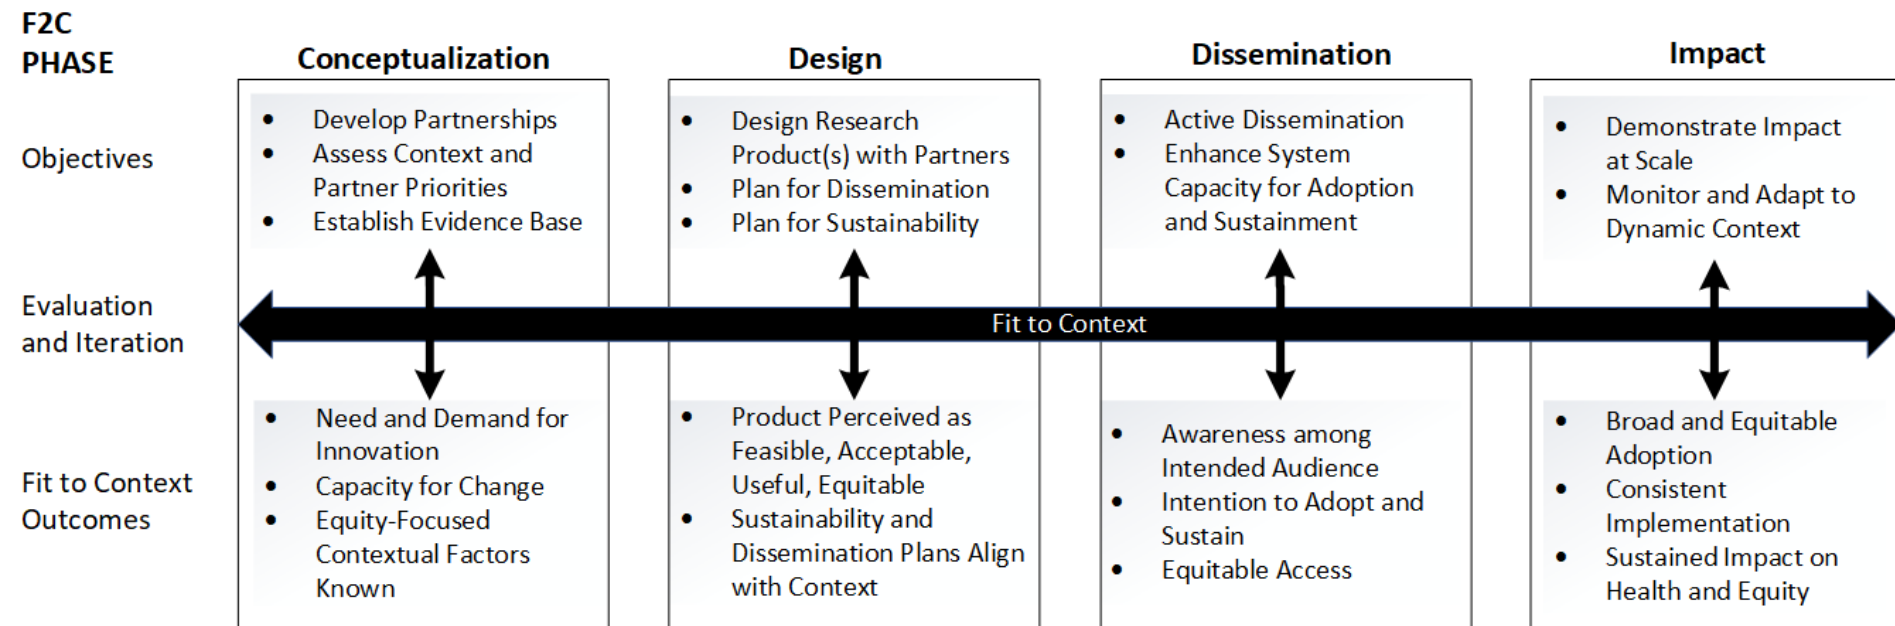 F2C
PHASE
Conceptualization
Design
Dissemination
Impact
Objectives
• Develop Partnerships
• Assess Context and
Partner Priorities
• Establish Evidence Base
• Design Research
Product(s) with Partners
• Plan for Dissemination
• Plan for Sustainability
• Active Dissemination
• Enhance System
Capacity for Adoption
and Sustainment
• Demonstrate Impact
at Scale
• Monitor and Adapt to
Dynamic Context
Evaluation
and Iteration
Fit to Context
Fit to Context
Outcomes
• Need and Demand for
Innovation
• Capacity for Change
• Equity-Focused
Contextual Factors
Known
• Product Perceived as
Feasible, Acceptable,
Useful, Equitable
• Sustainability and
Dissemination Plans Align
with Context
• Awareness among
Intended Audience
• Intention to Adopt and
Sustain
• Equitable Access
• Broad and Equitable
Adoption
• Consistent
Implementation
• Sustained Impact on
Health and Equity